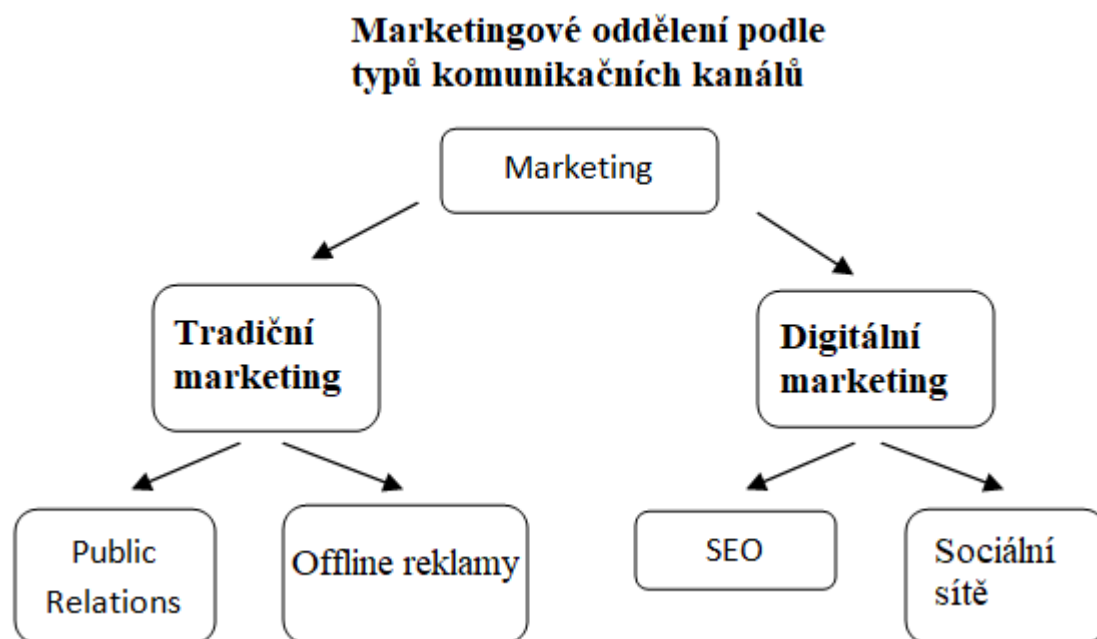 Marketingové oddělení podle
typů komunikačních kanálů
Marketing
Tradiční
marketing
Digitální
marketing
Public
Relations
Offline reklamy
SEO
Sociální
sítě